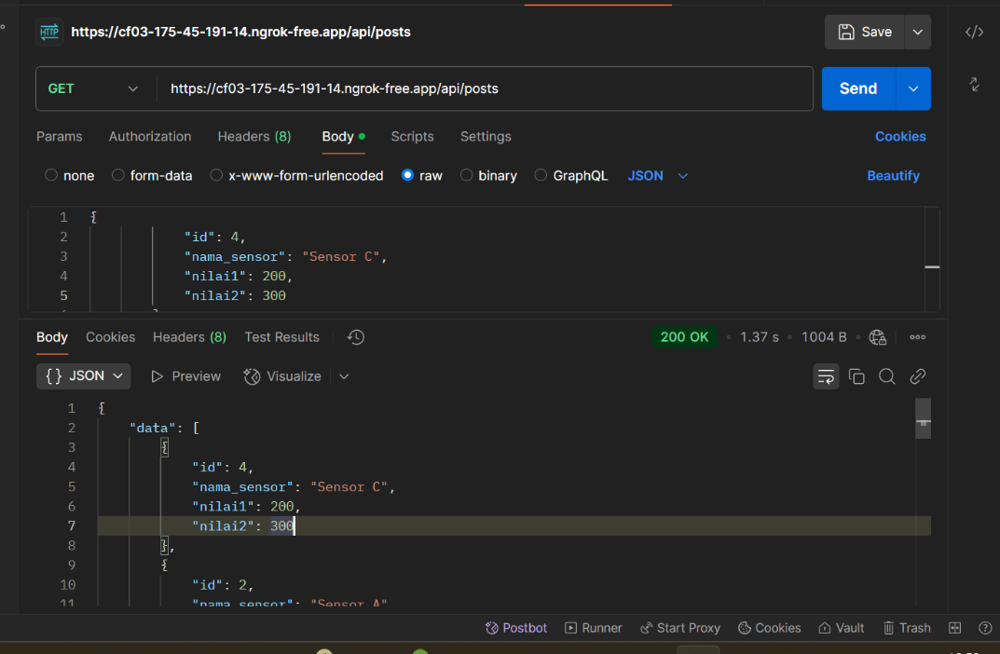 HTTP https://cf03-175-45-191-14.ngrok-free.app/api/posts Save </>
GET https://cf03-175-45-191-14.ngrok-free.app/api/posts Send
Params Authorization Headers (8) Body Scripts Settings Cookies
none form-data x-www-form-urlencoded raw binary GraphQL JSON Beautify
1 {
2 "id": 4,
3 "nama_sensor": "Sensor C",
4 "nilai1": 200,
5 "nilai2": 300
Body Cookies Headers (8) Test Results 200 OK • 1.37 s • 1004 B •
{} JSON Preview Visualize
1 {
2 "data": [
3 {
4 "id": 4,
5 "nama_sensor": "Sensor C",
6 "nilai1": 200,
7 "nilai2": 300
8 },
9 {
10 "id": 2,
11 "nama_sensor": "Sensor A"
Postbot Runner Start Proxy Cookies Vault Trash